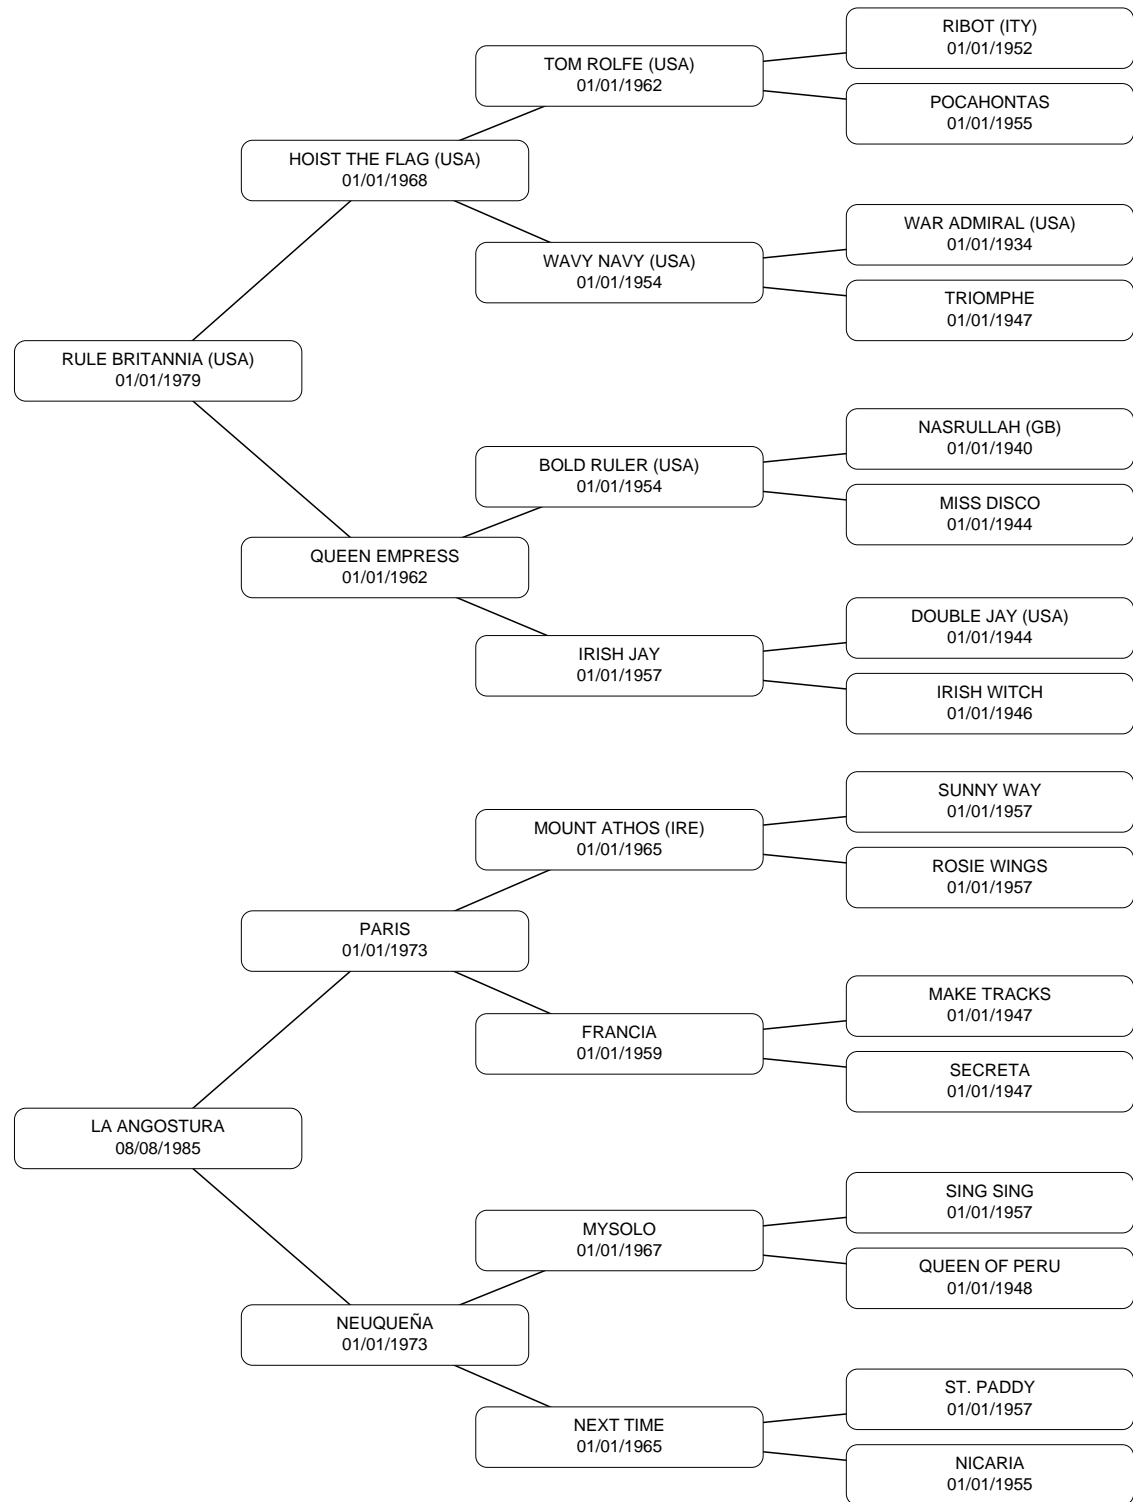 RIBOT (ITY)
01/01/1952
TOM ROLFE (USA)
01/01/1962
POCAHONTAS
01/01/1955
HOIST THE FLAG (USA)
01/01/1968
WAR ADMIRAL (USA)
01/01/1934
WAVY NAVY (USA)
01/01/1954
TRIOMPHE
01/01/1947
RULE BRITANNIA (USA)
01/01/1979
NASRULLAH (GB)
01/01/1940
BOLD RULER (USA)
01/01/1954
MISS DISCO
01/01/1944
QUEEN EMPRESS
01/01/1962
DOUBLE JAY (USA)
01/01/1944
IRISH JAY
01/01/1957
IRISH WITCH
01/01/1946
SUNNY WAY
01/01/1957
MOUNT ATHOS (IRE)
01/01/1965
ROSIE WINGS
01/01/1957
PARIS
01/01/1973
MAKE TRACKS
01/01/1947
FRANCIA
01/01/1959
SECRETA
01/01/1947
LA ANGOSTURA
08/08/1985
SING SING
01/01/1957
MYSOLO
01/01/1967
QUEEN OF PERU
01/01/1948
NEUQUEÑA
01/01/1973
ST. PADDY
01/01/1957
NEXT TIME
01/01/1965
NICARIA
01/01/1955